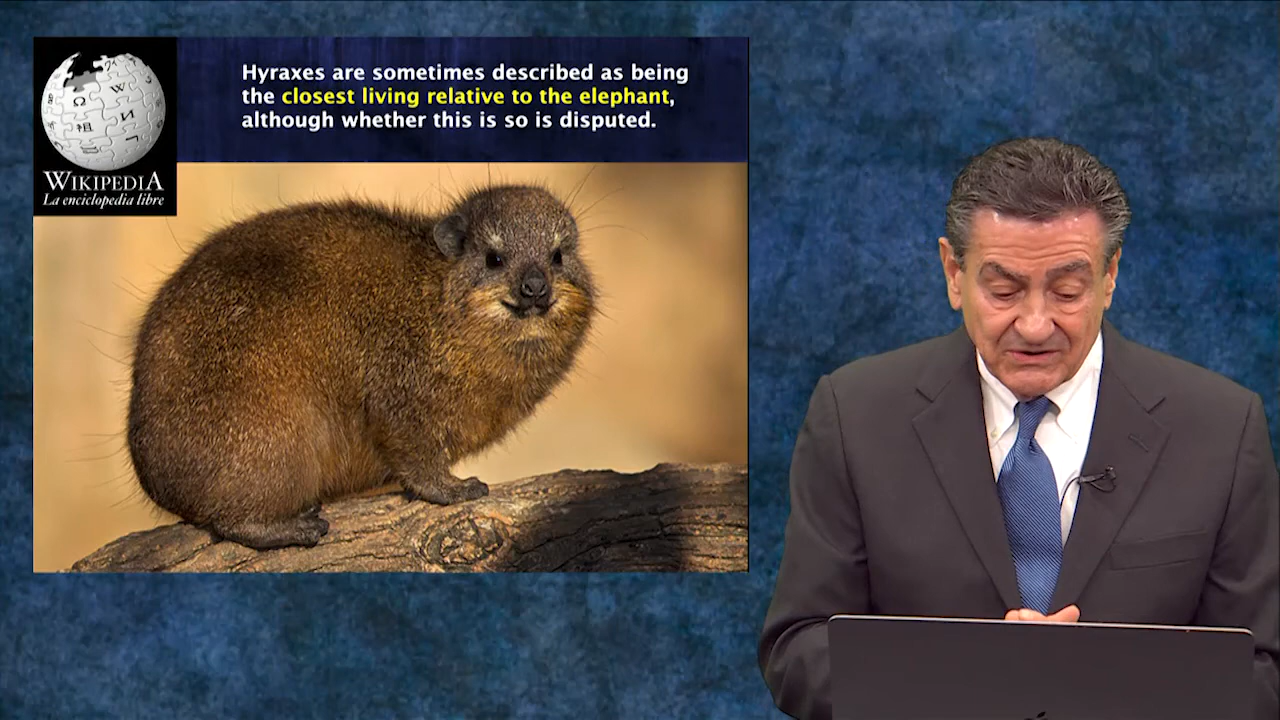 Hyraxes are sometimes described as being
the closest living relative to the elephant,
although whether this is so is disputed.
WIKIPEDIA
La enciclopedia libre